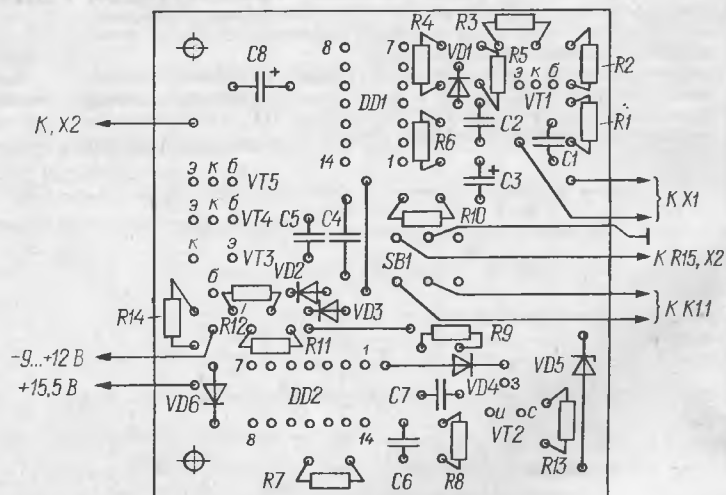 R4
R3
C8
+
8
7
VD1
R5
э к б
R2
DD1
VT1
К, X2
C2
R1
R6
C1
14
1
э к б
VT5
C3
+
К X1
э
VT4
C5
C4
R10
к
э
VT3
SB1
К R15, X2
VD2
б
К К1.1
R14
R12
VD3
R9
−9...+12 В
R11
7
1
VD5
+15,5 В
VD6
DD2
C7
VD4
з
и
с
VT2
8
14
R13
R7
C6
R8